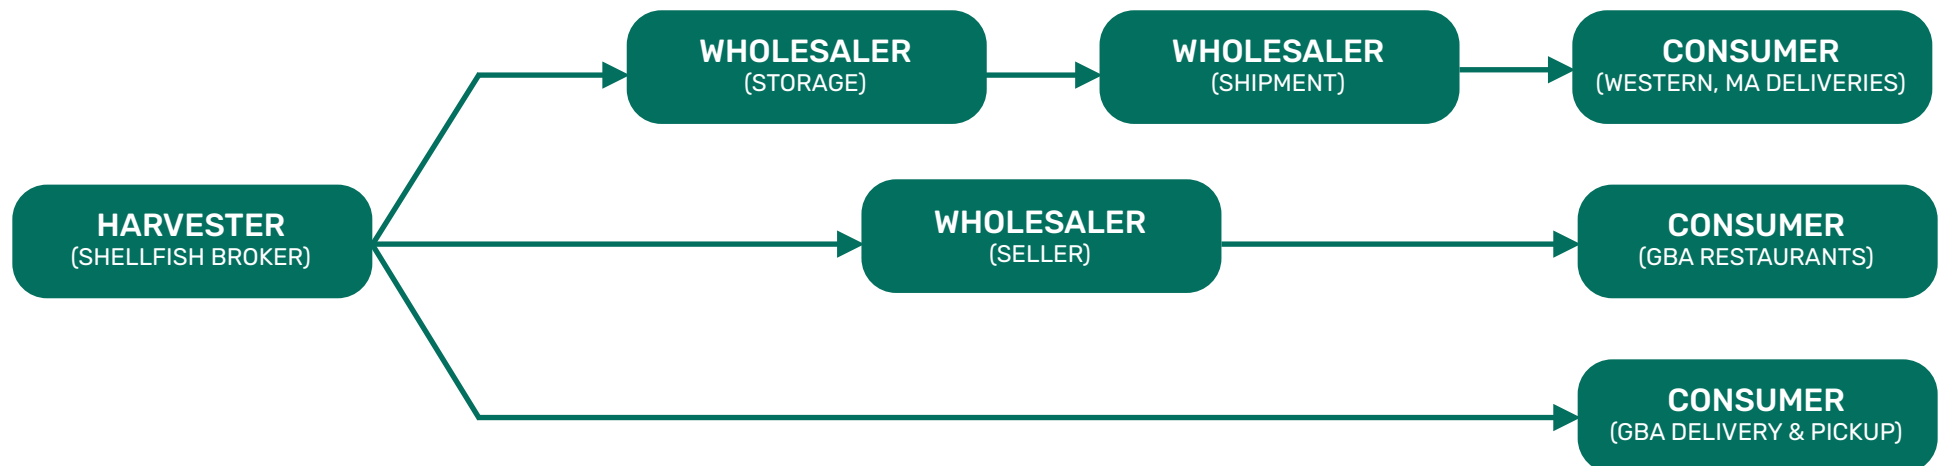 WHOLESALER
(STORAGE)
WHOLESALER
(SHIPMENT)
CONSUMER
(WESTERN, MA DELIVERIES)
HARVESTER
(SHELLFISH BROKER)
WHOLESALER
(SELLER)
CONSUMER
(GBA RESTAURANTS)
CONSUMER
(GBA DELIVERY & PICKUP)